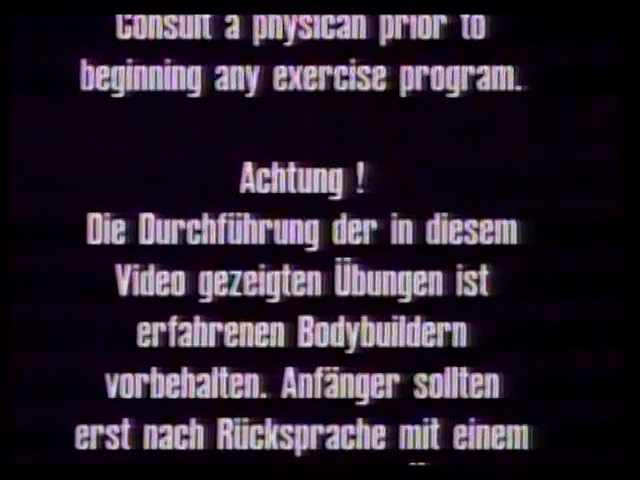 Consult a physican prior to
beginning any exercise program.
Achtung !
Die Durchführung der in diesem
Video gezeigten Übungen ist
erfahrenen Bodybuildern
vorbehalten. Anfänger sollten
erst nach Rücksprache mit einem